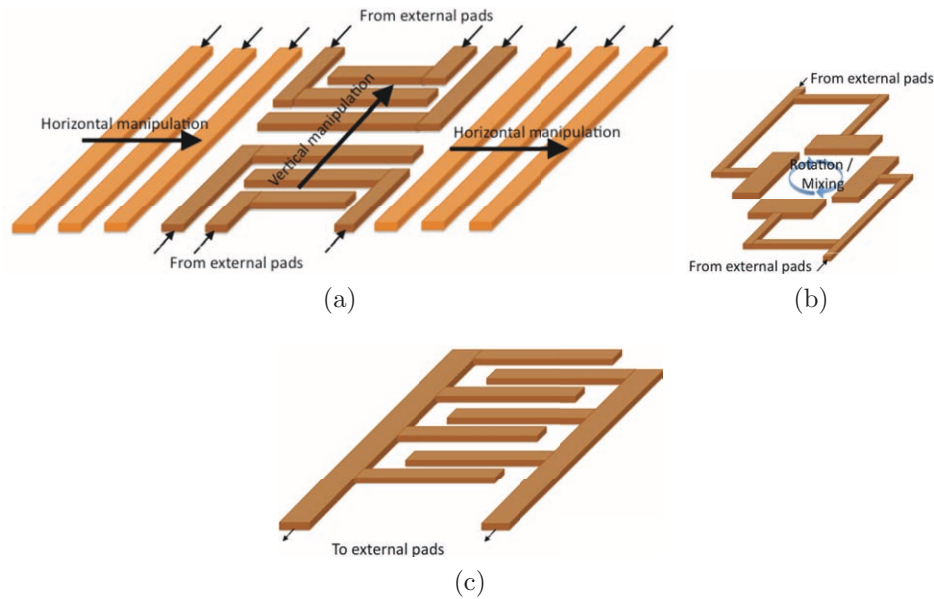 From external pads
Horizontal manipulation
Vertical manipulation
Horizontal manipulation
From external pads
(a)
From external pads
Rotation /
Mixing
From external pads
(b)
To external pads
(c)